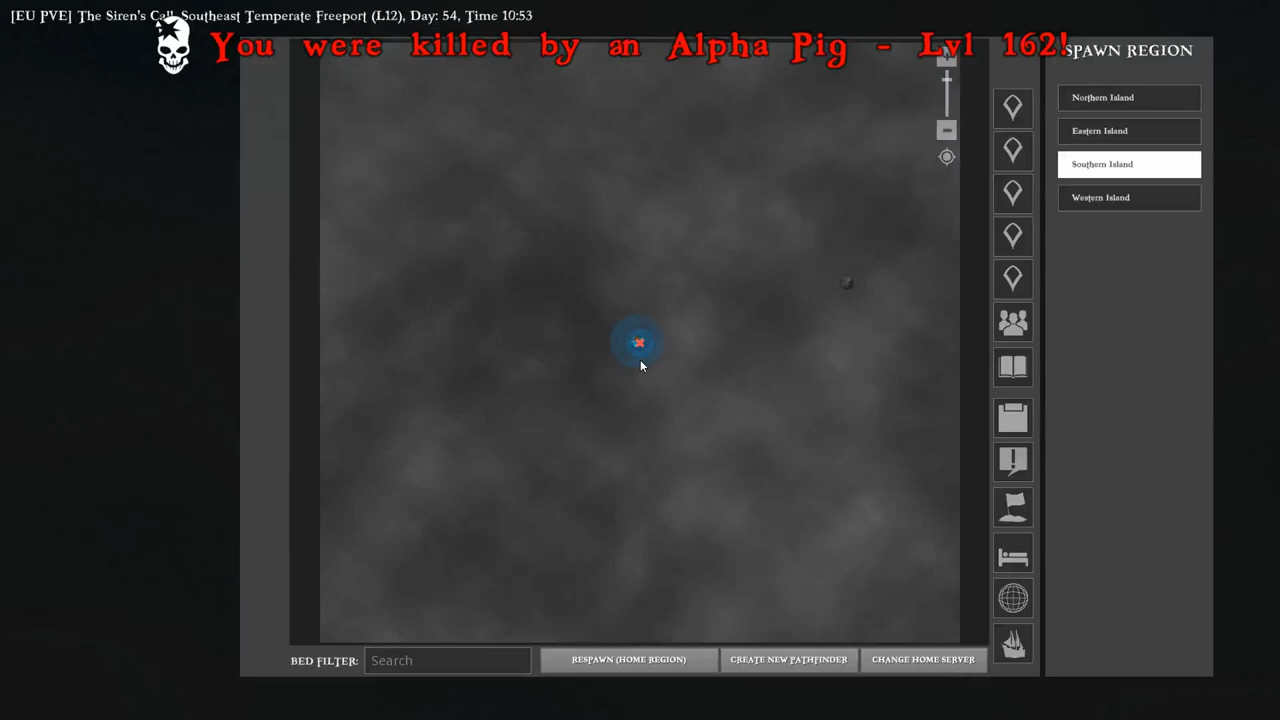 [EU PVE] The Siren's Call, Southeast Temperate Freeport (L12), Day: 54, Time 10:53
You were killed by an Alpha Pig - Lvl 162!
SPAWN REGION
Northern Island
Eastern Island
Southern Island
Western Island
BED FILTER:
Search
RESPAWN (HOME REGION)
CREATE NEW PATHFINDER
CHANGE HOME SERVER